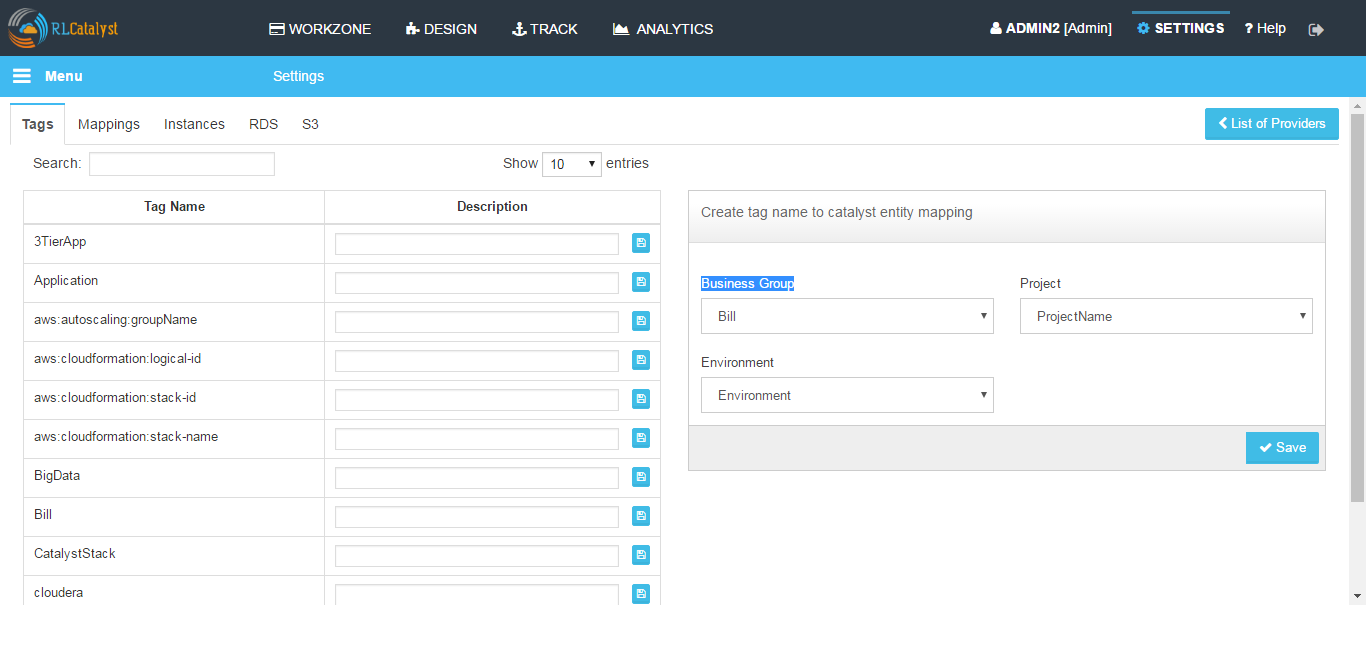 RLCatalyst WORKZONE DESIGN TRACK ANALYTICS ADMIN2 [Admin] SETTINGS ? Help
Menu Settings
Tags Mappings Instances RDS S3 List of Providers
Search: Show 10 entries
Tag Name Description
Create tag name to catalyst entity mapping
3TierApp
Application
Business Group Project
aws:autoscaling:groupName
Bill ProjectName
aws:cloudformation:logical-id
Environment
aws:cloudformation:stack-id
Environment
aws:cloudformation:stack-name
Save
BigData
Bill
CatalystStack
cloudera